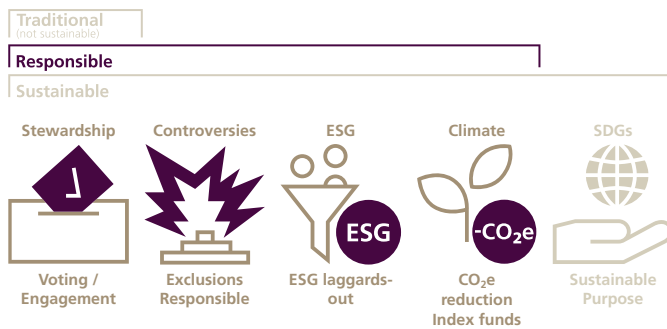 Traditional
(not sustainable)
Responsible
Sustainable
Stewardship
Controversies
ESG
Climate
SDGs
ESG
-CO₂e
Voting /
Engagement
Exclusions
Responsible
ESG laggards-
out
CO₂e
reduction
Index funds
Sustainable
Purpose